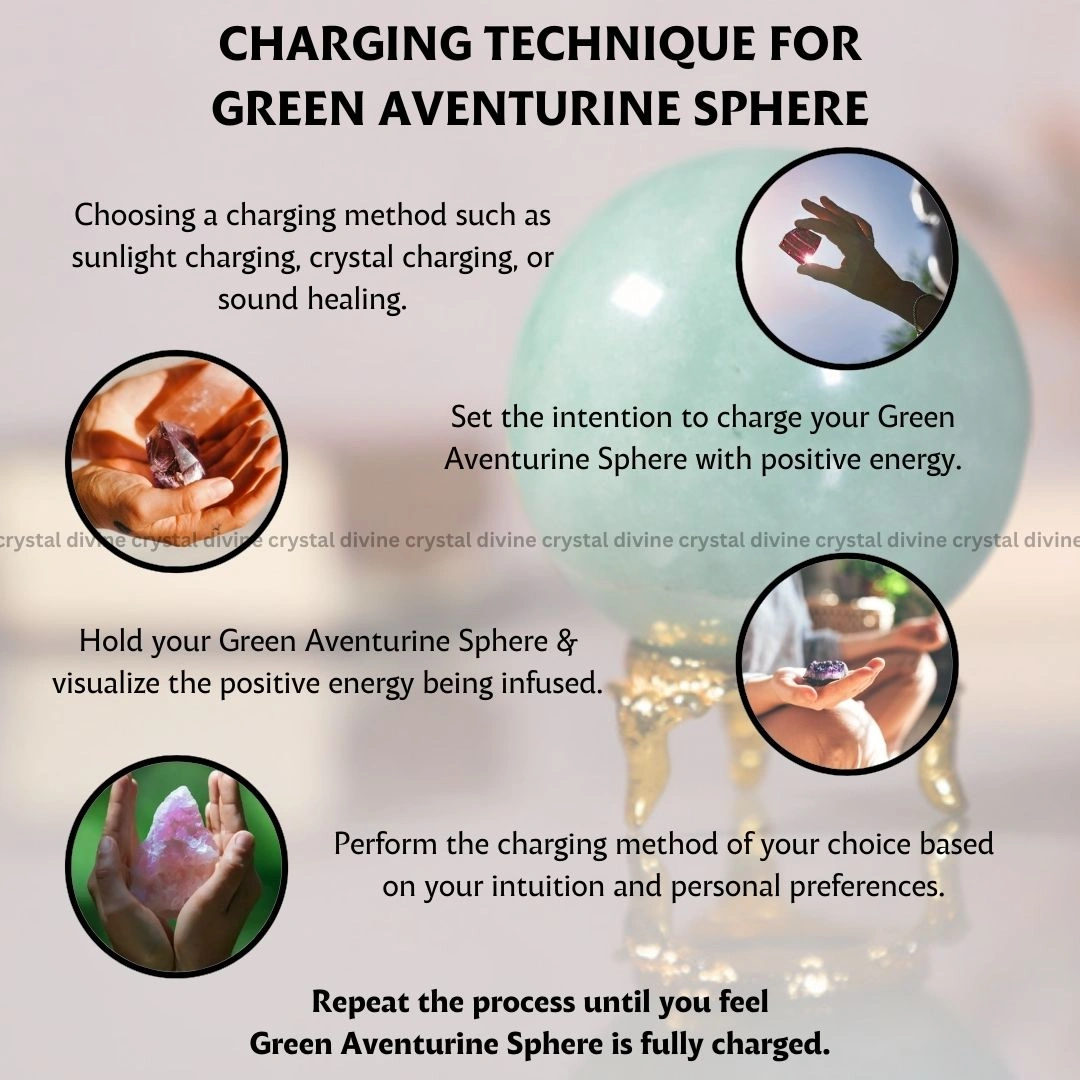 CHARGING TECHNIQUE FOR
GREEN AVENTURINE SPHERE
Choosing a charging method such as
sunlight charging, crystal charging, or
sound healing.
Set the intention to charge your Green
Aventurine Sphere with positive energy.
crystal divine crystal divine crystal divine crystal divine crystal divine crystal divine crystal divine crystal divine
Hold your Green Aventurine Sphere &
visualize the positive energy being infused.
Perform the charging method of your choice based
on your intuition and personal preferences.
Repeat the process until you feel
Green Aventurine Sphere is fully charged.